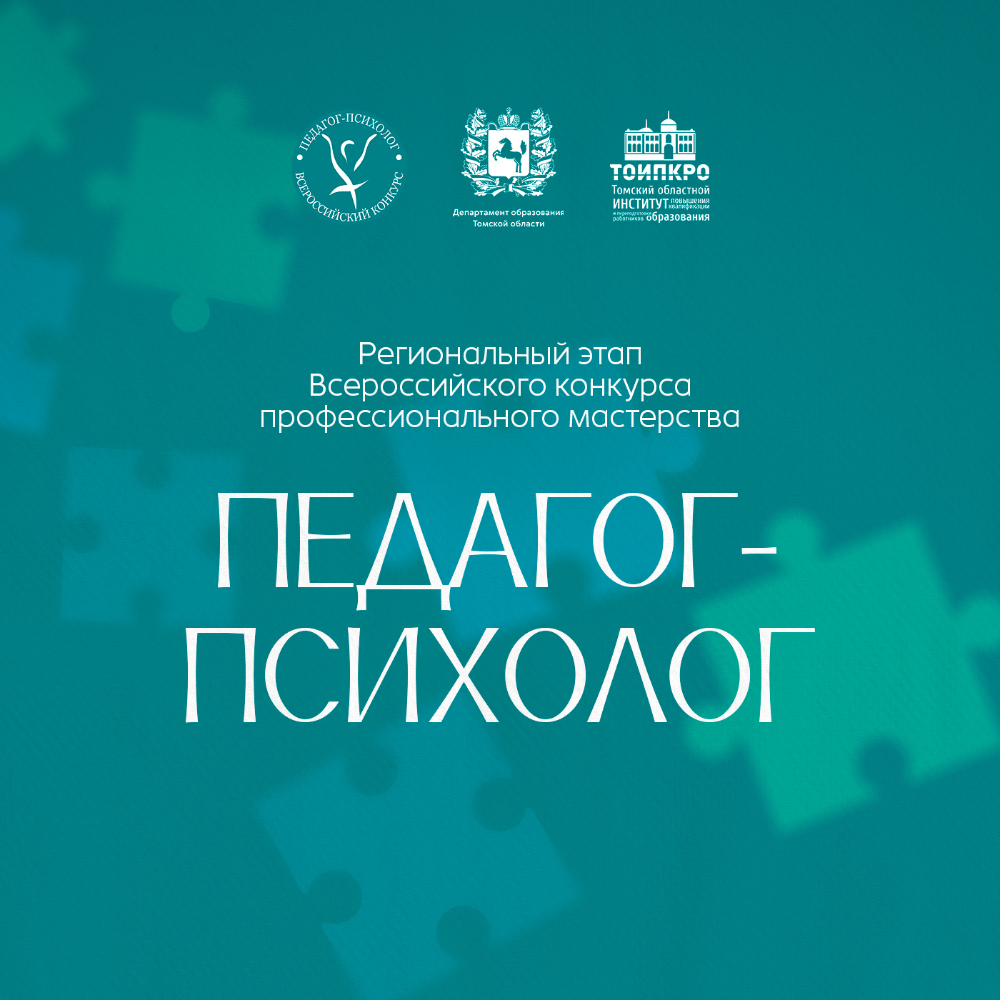 ПЕДАГОГ-ПСИХОЛОГ
ВСЕРОССИЙСКИЙ КОНКУРС
Департамент образования
Томской области
ТОИПКРО
Томский областной
ИНСТИТУТ повышения квалификации
и переподготовки работников образования
Региональный этап
Всероссийского конкурса
профессионального мастерства
ПЕДАГОГ-
ПСИХОЛОГ